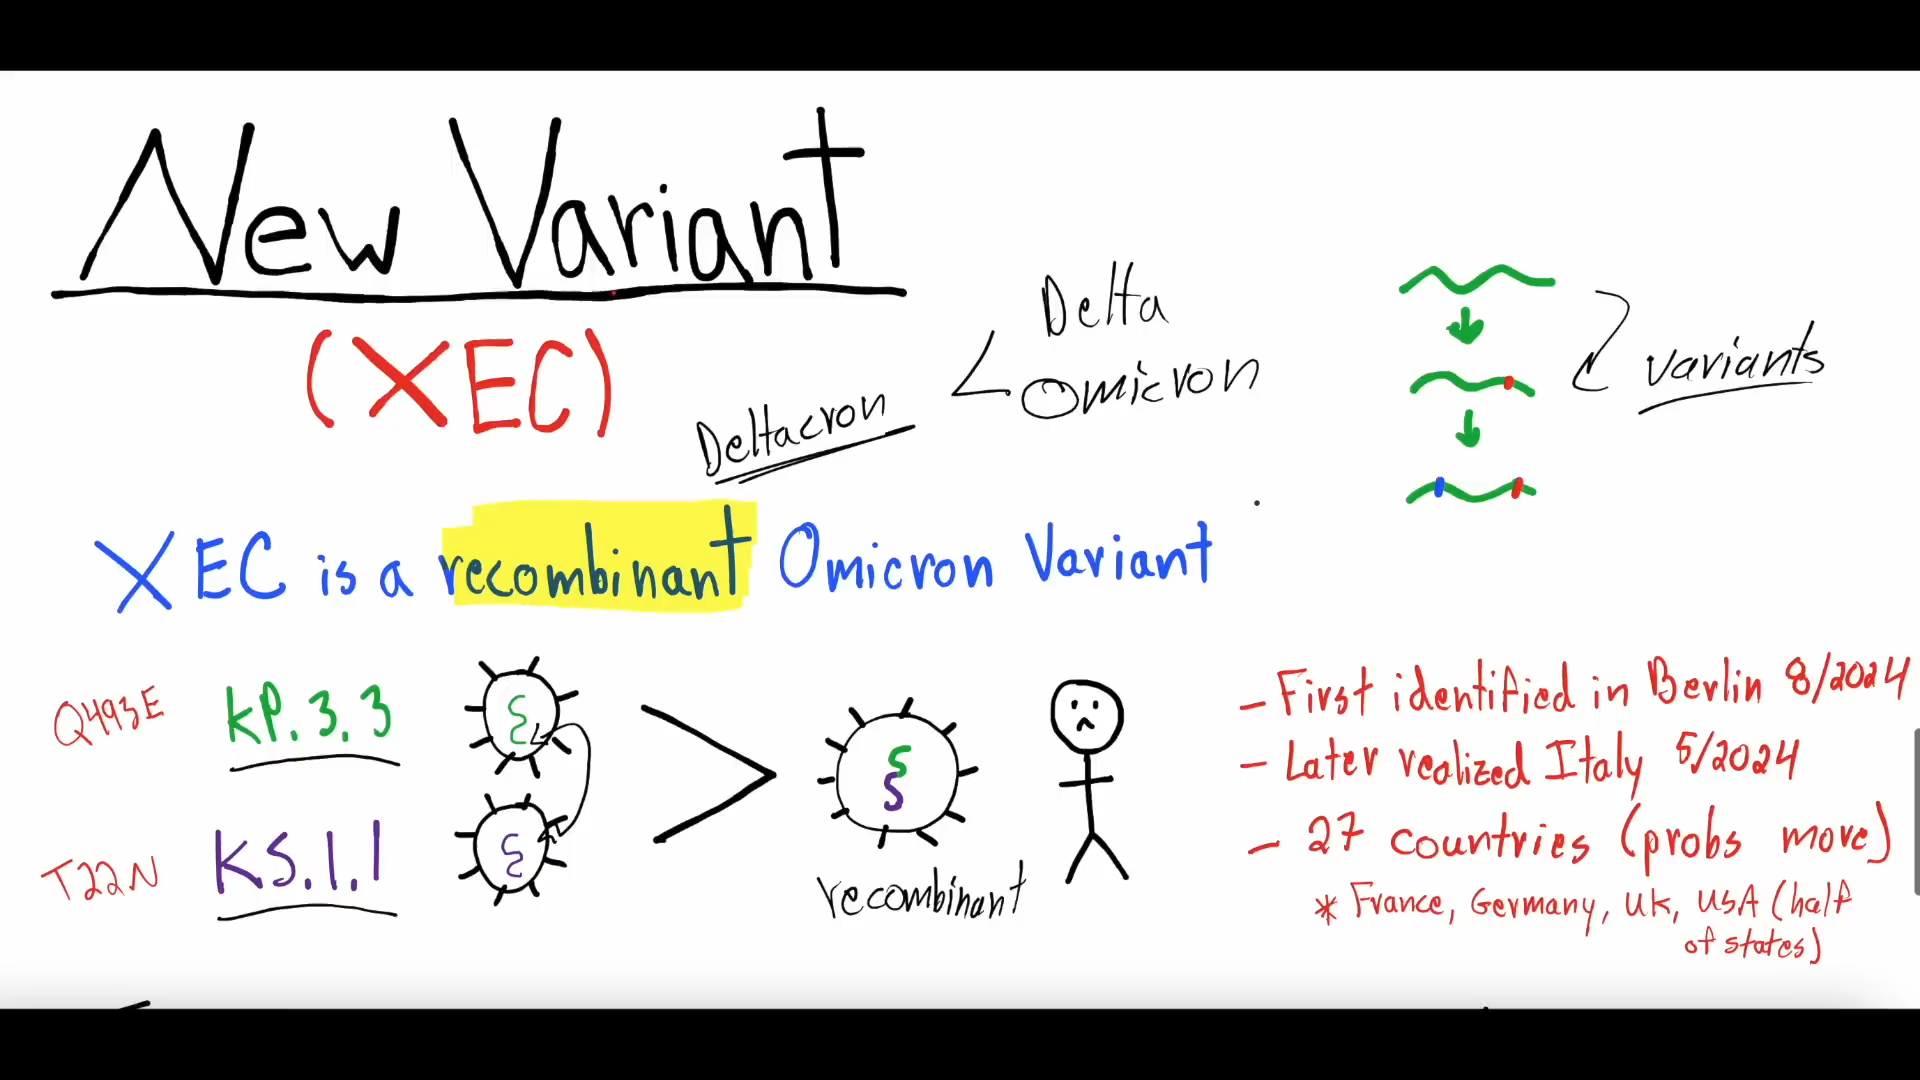 New Variant
(XEC)
Delta
Omicron
Deltacron
variants
XEC is a recombinant Omicron Variant
Q493E KP.3.3
T22N KS.1.1
recombinant
- First identified in Berlin 8/2024
- Later realized Italy 5/2024
- 27 countries (probs move)
* France, Germany, UK, USA (half
of states)